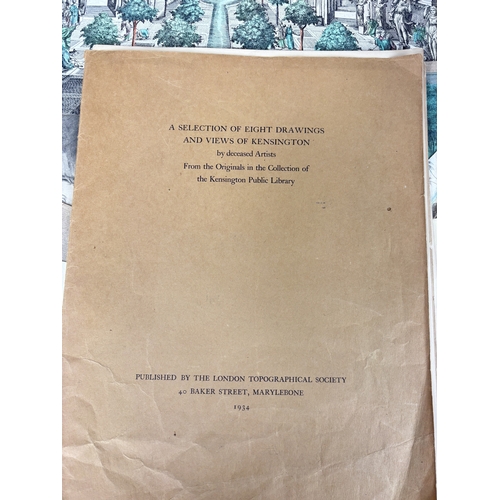 A SELECTION OF EIGHT DRAWINGS
AND VIEWS OF KENSINGTON
by deceased Artists
From the Originals in the Collection of
the Kensington Public Library
PUBLISHED BY THE LONDON TOPOGRAPHICAL SOCIETY
40 BAKER STREET, MARYLEBONE
1934